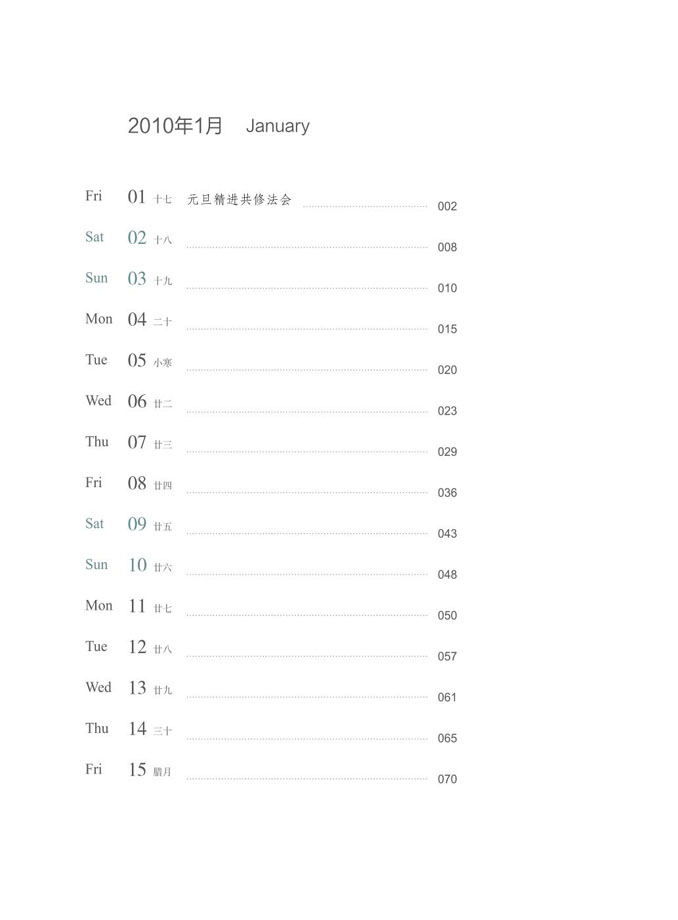 2010年1月 January
Fri 01 十七 元旦精进共修法会 002
Sat 02 十八 008
Sun 03 十九 010
Mon 04 二十 015
Tue 05 小寒 020
Wed 06 廿二 023
Thu 07 廿三 029
Fri 08 廿四 036
Sat 09 廿五 043
Sun 10 廿六 048
Mon 11 廿七 050
Tue 12 廿八 057
Wed 13 廿九 061
Thu 14 三十 065
Fri 15 腊月 070